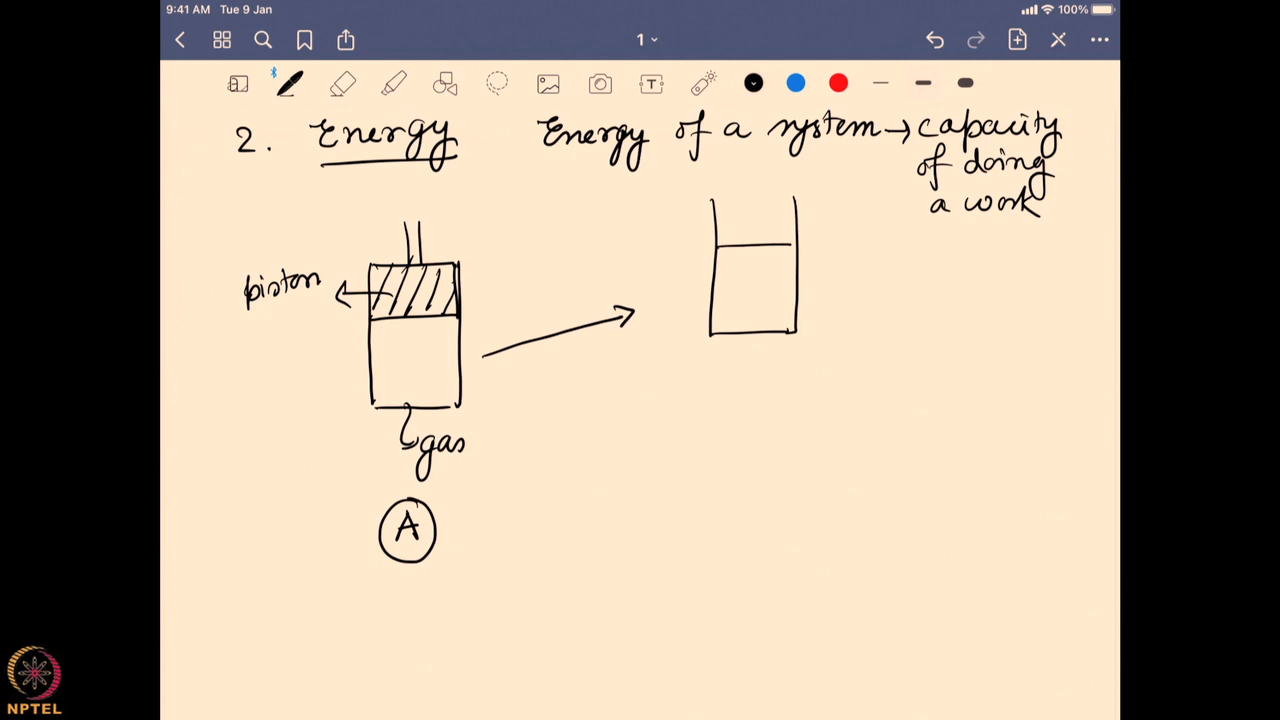 9:41 AM Tue 9 Jan
100%
1
T
2. Energy Energy of a system → capacity
of doing
a work
piston
gas
A
NPTEL